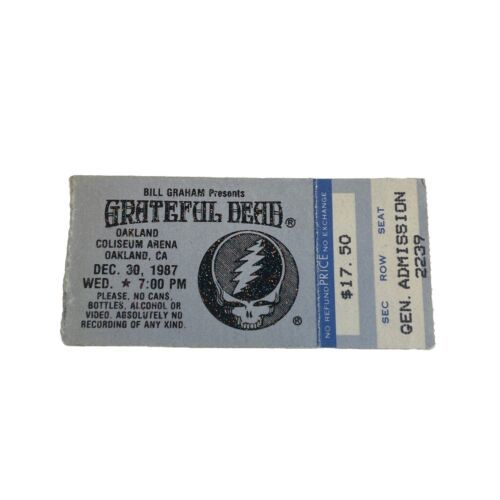 BILL GRAHAM Presents
GRATEFUL DEAD®
OAKLAND
COLISEUM ARENA
OAKLAND, CA
DEC. 30, 1987
WED. ★ 7:00 PM
PLEASE, NO CANS,
BOTTLES, ALCOHOL OR
VIDEO. ABSOLUTELY NO
RECORDING OF ANY KIND.
®
NO REFUND PRICE NO EXCHANGE
$17.50
SEC ROW SEAT
GEN. ADMISSION
2239